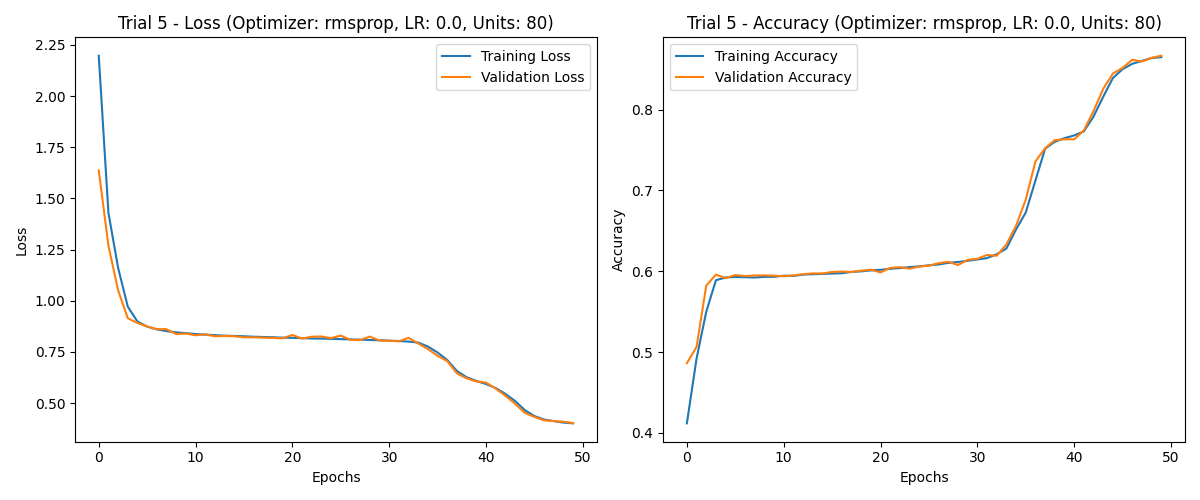 Trial 5 - Loss (Optimizer: rmsprop, LR: 0.0, Units: 80)
2.25
2.00
1.75
1.50
1.25
1.00
0.75
0.50
Loss
Training Loss
Validation Loss
0 10 20 30 40 50
Epochs
Trial 5 - Accuracy (Optimizer: rmsprop, LR: 0.0, Units: 80)
0.8
0.7
0.6
0.5
0.4
Accuracy
Training Accuracy
Validation Accuracy
0 10 20 30 40 50
Epochs